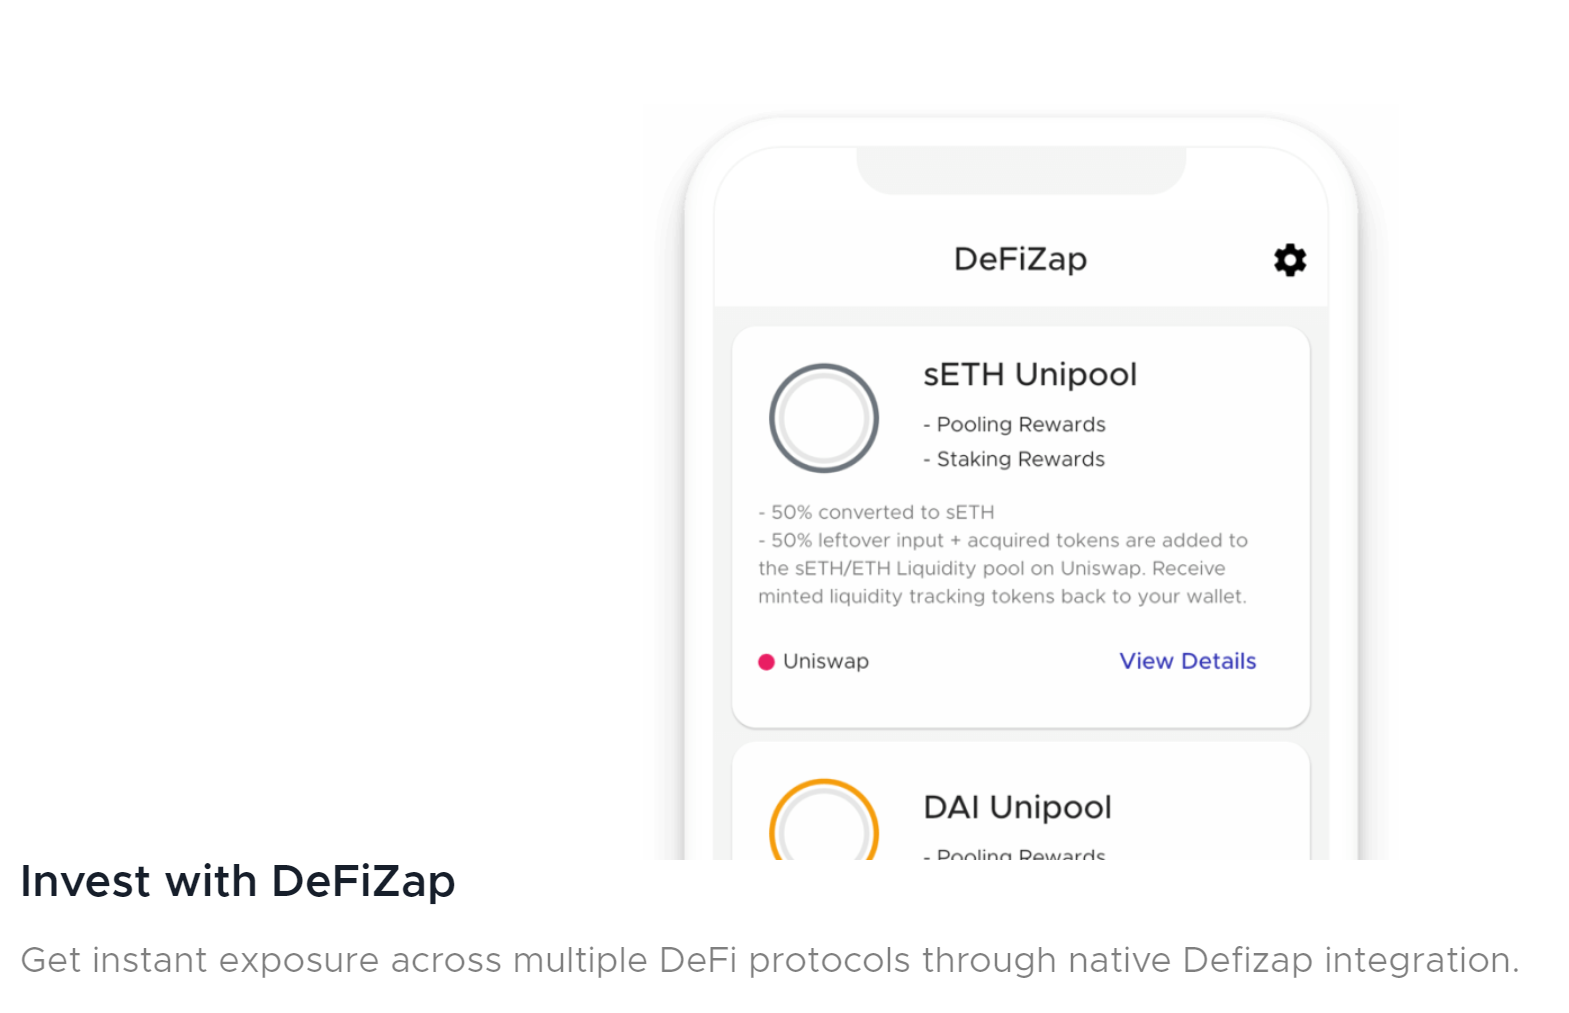 DeFiZap
sETH Unipool
- Pooling Rewards
- Staking Rewards
- 50% converted to sETH
- 50% leftover input + acquired tokens are added to
the sETH/ETH Liquidity pool on Uniswap. Receive
minted liquidity tracking tokens back to your wallet.
Uniswap
View Details
DAI Unipool
- Pooling Rewards
Invest with DeFiZap
Get instant exposure across multiple DeFi protocols through native Defizap integration.